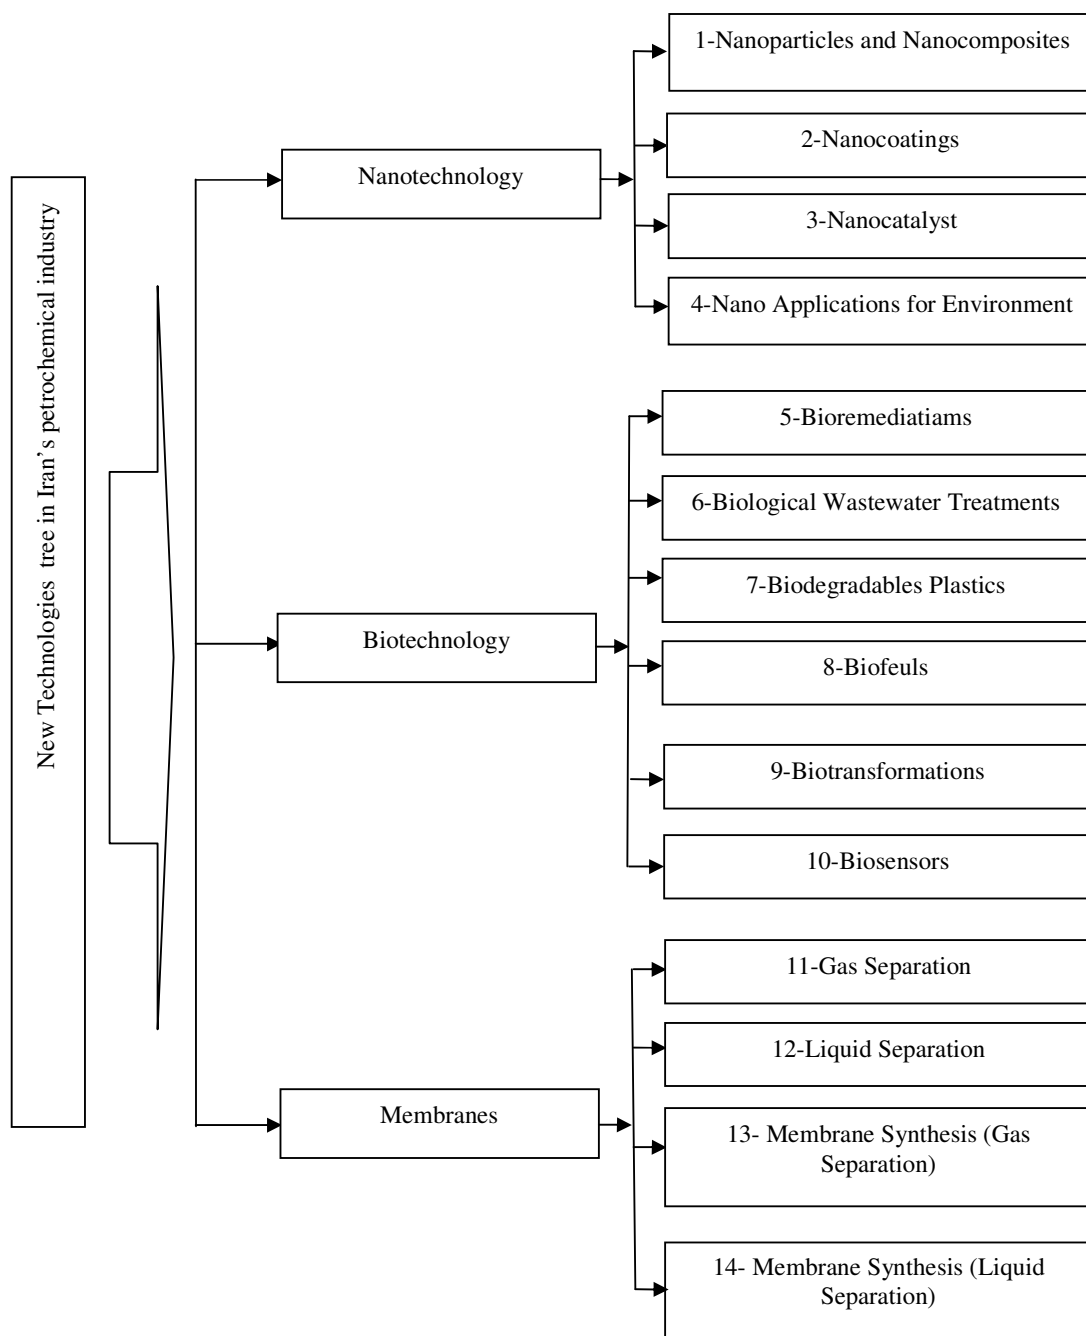 New Technologies tree in Iran's petrochemical industry
Nanotechnology
1-Nanoparticles and Nanocomposites
2-Nanocoatings
3-Nanocatalyst
4-Nano Applications for Environment
Biotechnology
5-Bioremediatiams
6-Biological Wastewater Treatments
7-Biodegradables Plastics
8-Biofeuls
9-Biotransformations
10-Biosensors
Membranes
11-Gas Separation
12-Liquid Separation
13- Membrane Synthesis (Gas
Separation)
14- Membrane Synthesis (Liquid
Separation)